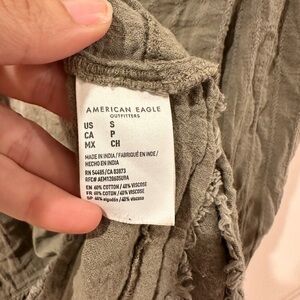 AMERICAN EAGLE
OUTFITTERS
US S
CA P
MX CH
MADE IN INDIA / FABRIQUÉ EN INDE/
HECHO EN INDIA
RN 54485/CA 03073
EN 60% COTTON / 40% VISCOSE
FR 60% COTON / 40% VISCOSE
60% algodón / 40% viscosa